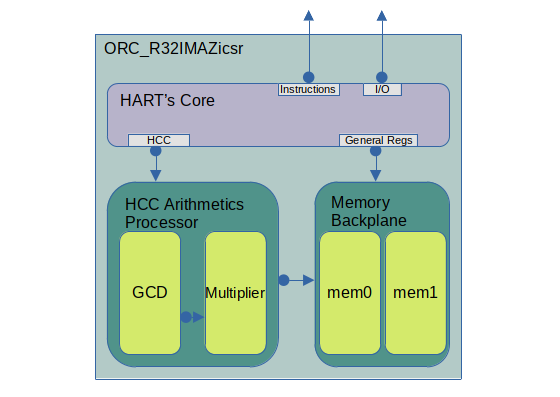 ORC_R32IMAZicsr
Instructions
I/O
HART's Core
HCC
General Regs
HCC Arithmetics
Processor
Memory
Backplane
GCD
Multiplier
mem0
mem1